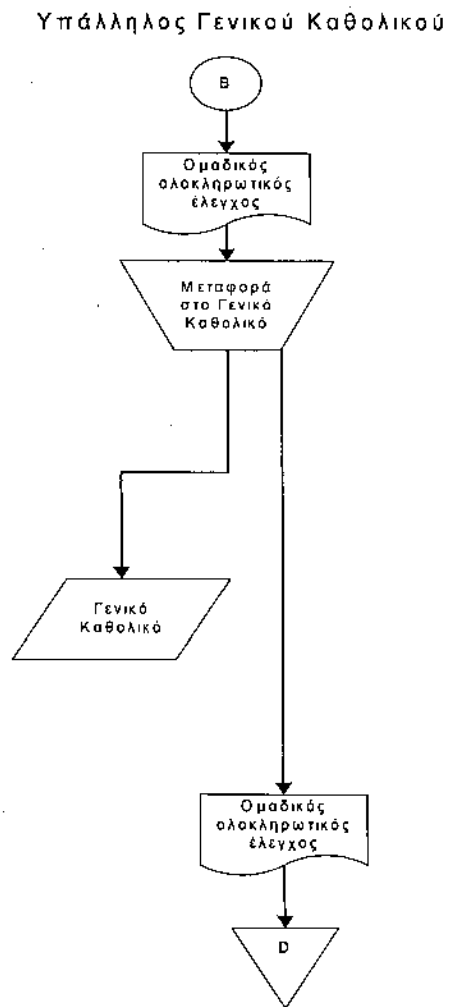 Υπάλληλος Γενικού Καθολικού
B
Ομαδικός
ολοκληρωτικός
έλεγχος
Μεταφορά
στο Γενικό
Καθολικό
Γενικό
Καθολικό
Ομαδικός
ολοκληρωτικός
έλεγχος
D